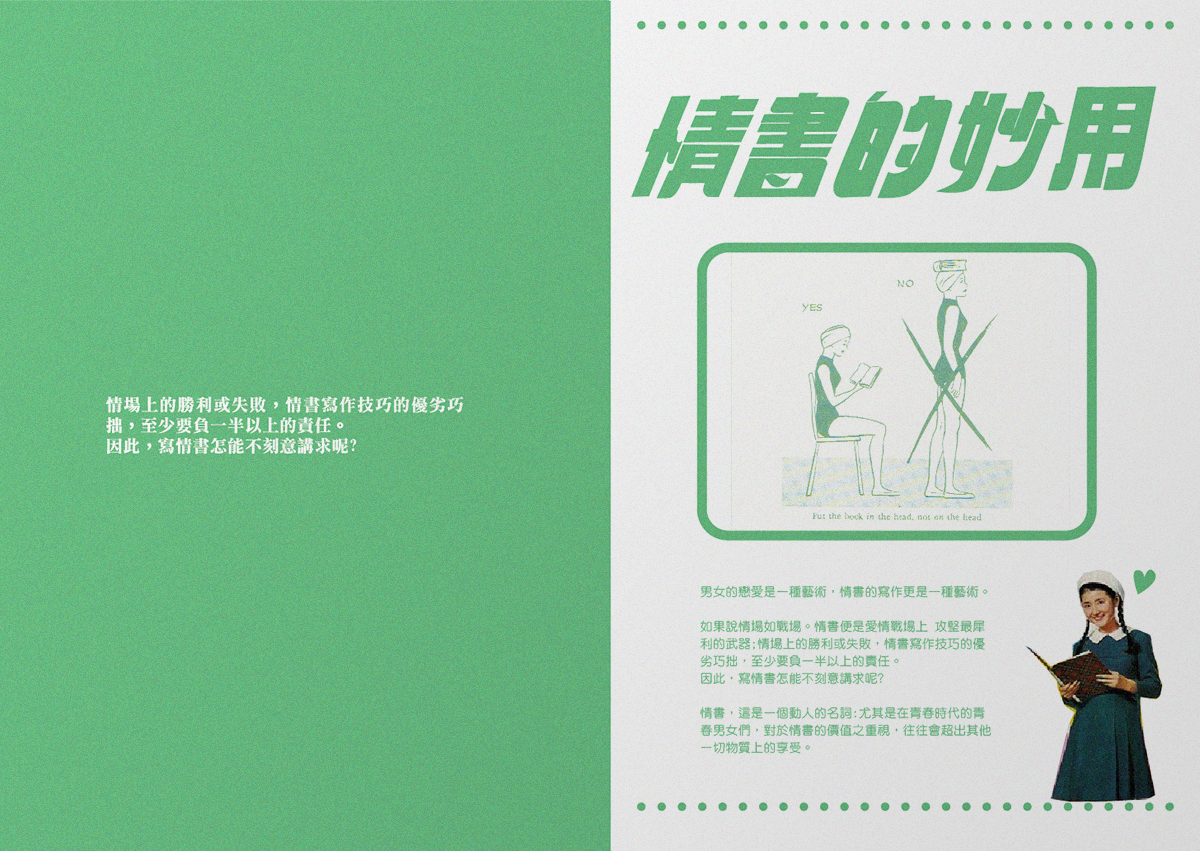 情場上的勝利或失敗，情書寫作技巧的優劣巧
拙，至少要負一半以上的責任。
因此，寫情書怎能不刻意講求呢?
情書的妙用
NO
YES
Put the book in the head, not on the head.
男女的戀愛是一種藝術，情書的寫作更是一種藝術。
如果說情場如戰場。情書便是愛情戰場上 攻堅最犀
利的武器;情場上的勝利或失敗，情書寫作技巧的優
劣巧拙，至少要負一半以上的責任。
因此，寫情書怎能不刻意講求呢?
情書，這是一個動人的名詞:尤其是在青春時代的青
春男女們，對於情書的價值之重視，往往會超出其他
一切物質上的享受。